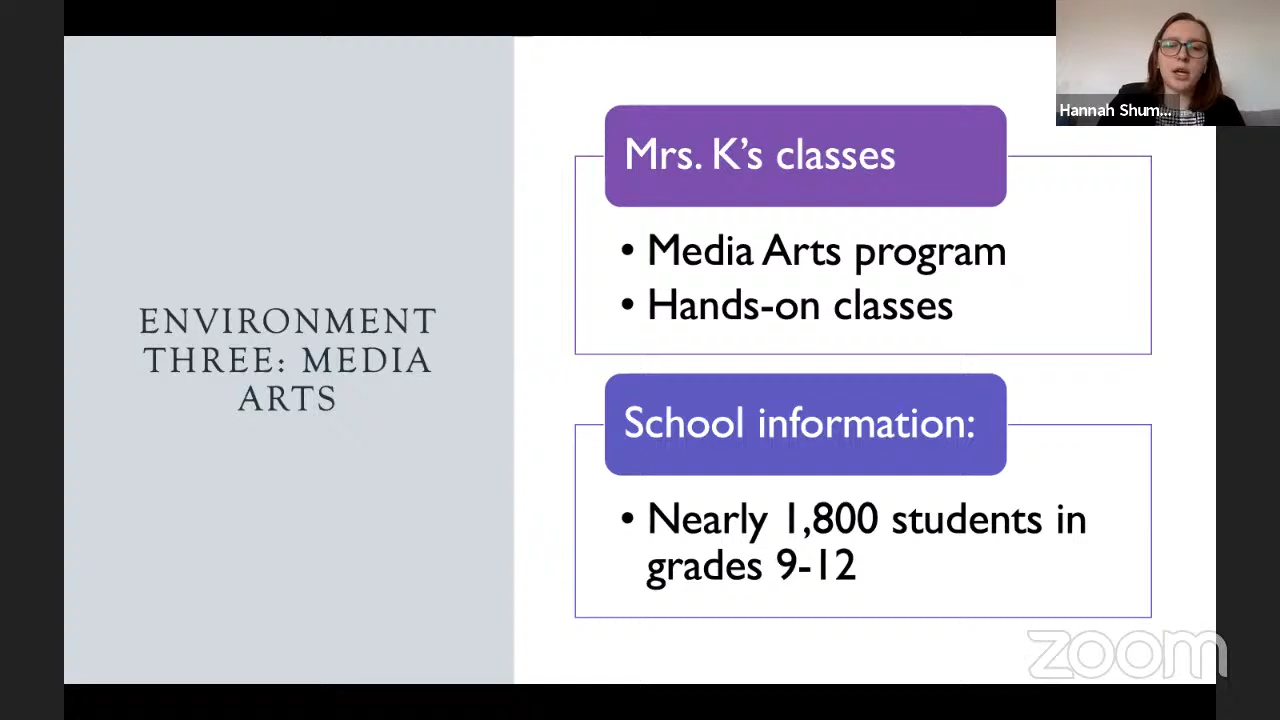 ENVIRONMENT
THREE: MEDIA
ARTS
Mrs. K’s classes
• Media Arts program
• Hands-on classes
School information:
• Nearly 1,800 students in
grades 9-12
Hannah Shum...
zoom